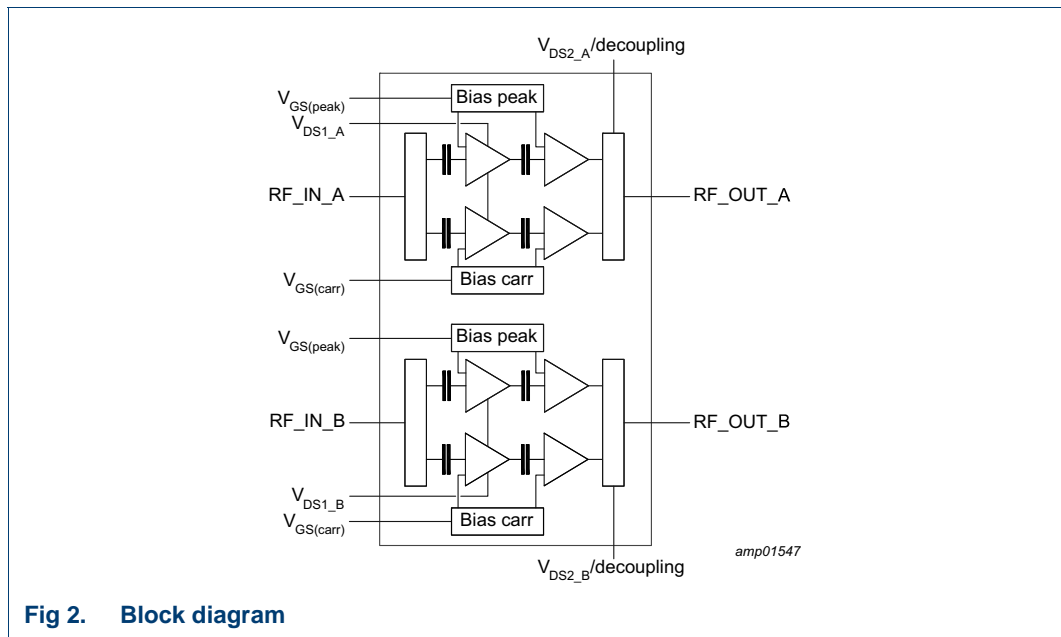 V_DS2_A/decoupling
V_GS(peak)
Bias peak
V_DS1_A
RF_IN_A
RF_OUT_A
V_GS(carr)
Bias carr
V_GS(peak)
Bias peak
RF_IN_B
RF_OUT_B
V_DS1_B
V_GS(carr)
Bias carr
V_DS2_B/decoupling
amp01547
Fig 2. Block diagram